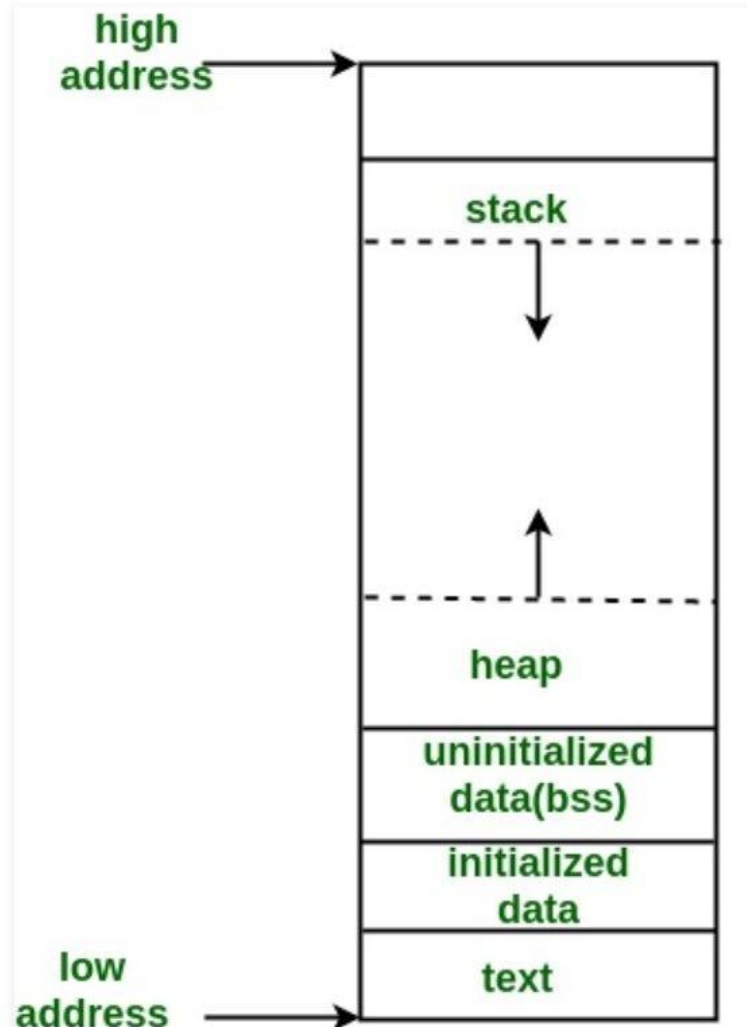 high
address
stack
heap
uninitialized
data(bss)
initialized
data
text
low
address